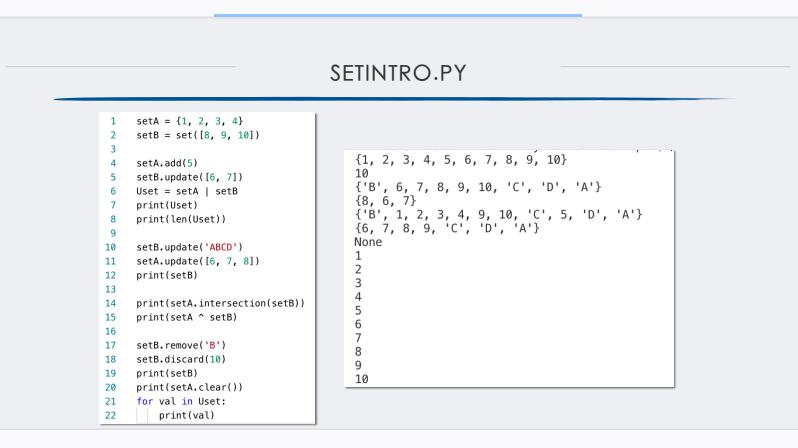 SETINTRO.PY
1 setA = {1, 2, 3, 4}
2 setB = set([8, 9, 10])
3
4 setA.add(5)
5 setB.update([6, 7])
6 Uset = setA | setB
7 print(Uset)
8 print(len(Uset))
9
10 setB.update('ABCD')
11 setA.update([6, 7, 8])
12 print(setB)
13
14 print(setA.intersection(setB))
15 print(setA ^ setB)
16
17 setB.remove('B')
18 setB.discard(10)
19 print(setB)
20 print(setA.clear())
21 for val in Uset:
22 print(val)
{1, 2, 3, 4, 5, 6, 7, 8, 9, 10}
10
{'B', 6, 7, 8, 9, 10, 'C', 'D', 'A'}
{8, 6, 7}
{'B', 1, 2, 3, 4, 9, 10, 'C', 5, 'D', 'A'}
{6, 7, 8, 9, 'C', 'D', 'A'}
None
1
2
3
4
5
6
7
8
9
10